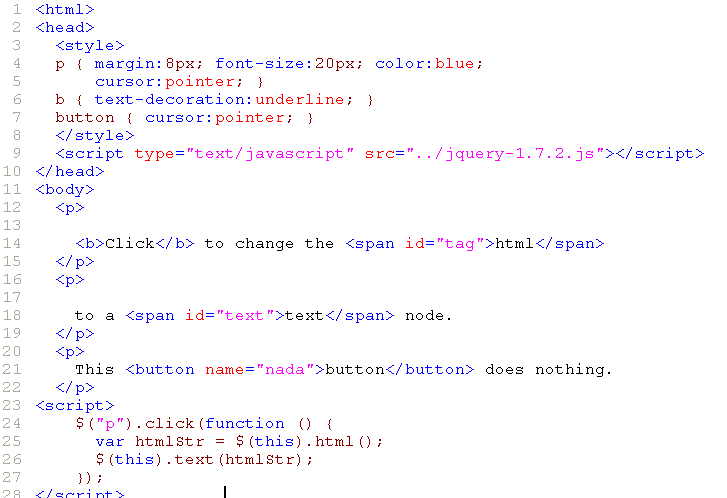 1 <html>
2 <head>
3   <style>
4   p { margin:8px; font-size:20px; color:blue;
5       cursor:pointer; }
6   b { text-decoration:underline; }
7   button { cursor:pointer; }
8   </style>
9   <script type="text/javascript" src="../jquery-1.7.2.js"></script>
10 </head>
11 <body>
12   <p>
13
14     <b>Click</b> to change the <span id="tag">html</span>
15   </p>
16   <p>
17
18     to a <span id="text">text</span> node.
19   </p>
20   <p>
21     This <button name="nada">button</button> does nothing.
22   </p>
23 <script>
24     $("p").click(function () {
25       var htmlStr = $(this).html();
26       $(this).text(htmlStr);
27     });
28 </script>